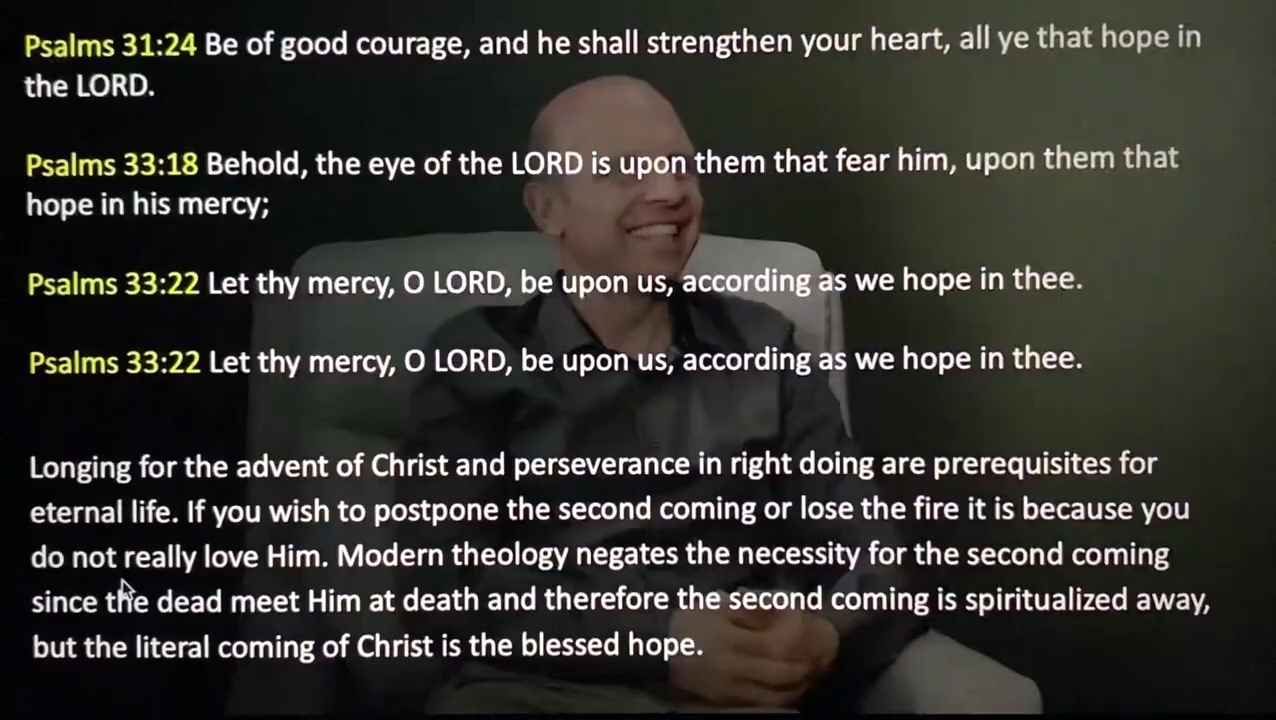 Psalms 31:24 Be of good courage, and he shall strengthen your heart, all ye that hope in
the LORD.
Psalms 33:18 Behold, the eye of the LORD is upon them that fear him, upon them that
hope in his mercy;
Psalms 33:22 Let thy mercy, O LORD, be upon us, according as we hope in thee.
Psalms 33:22 Let thy mercy, O LORD, be upon us, according as we hope in thee.
Longing for the advent of Christ and perseverance in right doing are prerequisites for
eternal life. If you wish to postpone the second coming or lose the fire it is because you
do not really love Him. Modern theology negates the necessity for the second coming
since the dead meet Him at death and therefore the second coming is spiritualized away,
but the literal coming of Christ is the blessed hope.